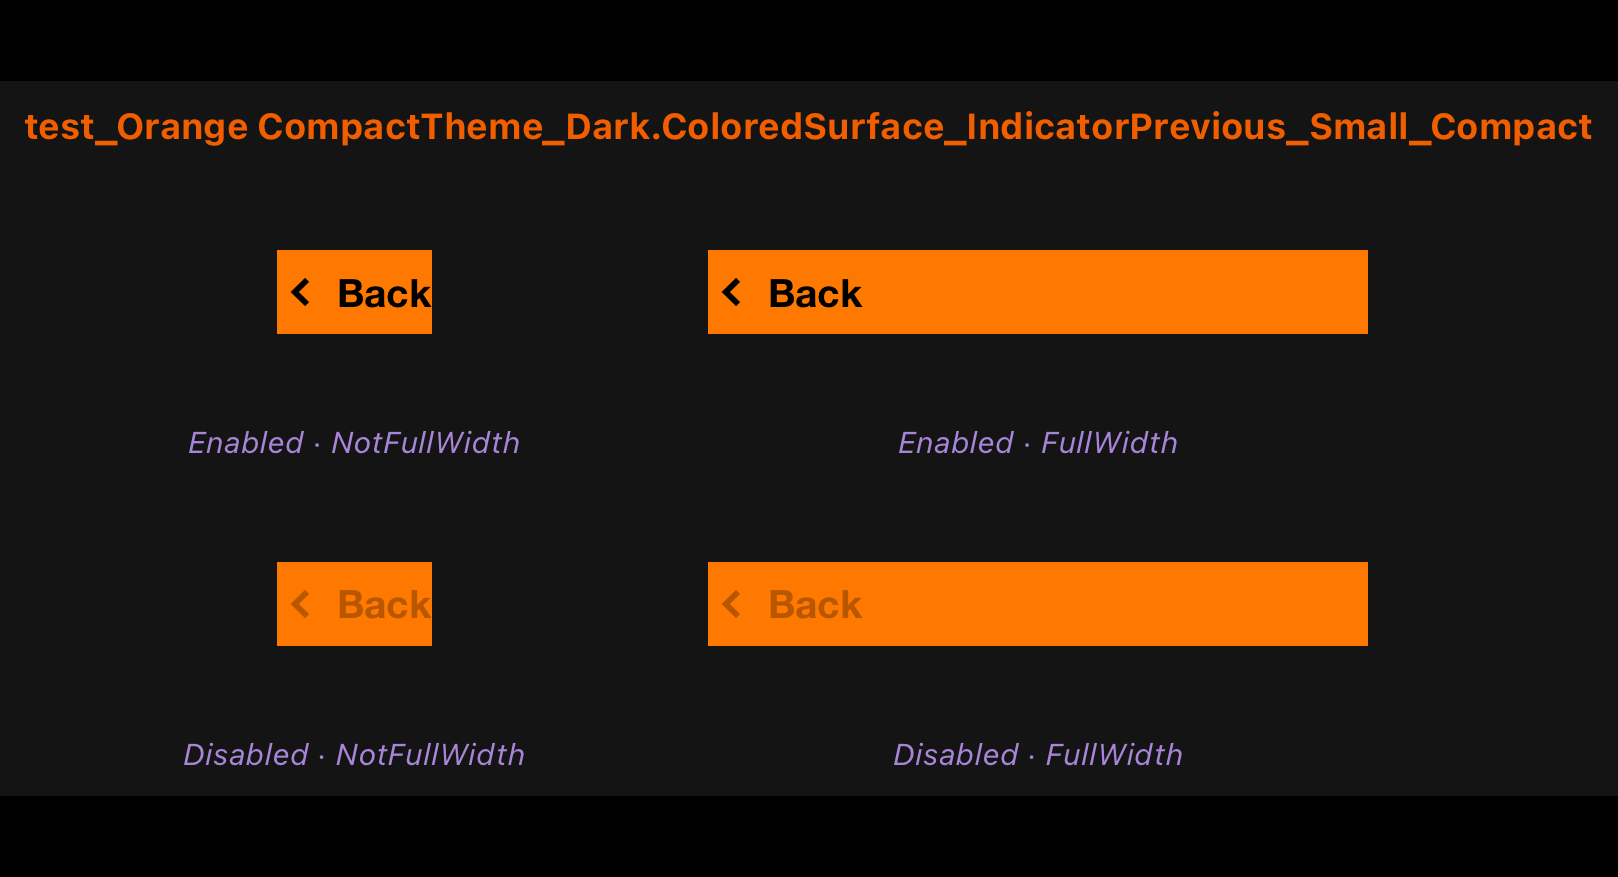 test_Orange CompactTheme_Dark.ColoredSurface_IndicatorPrevious_Small_Compact
Back
Back
Enabled · NotFullWidth
Enabled · FullWidth
Back
Back
Disabled · NotFullWidth
Disabled · FullWidth